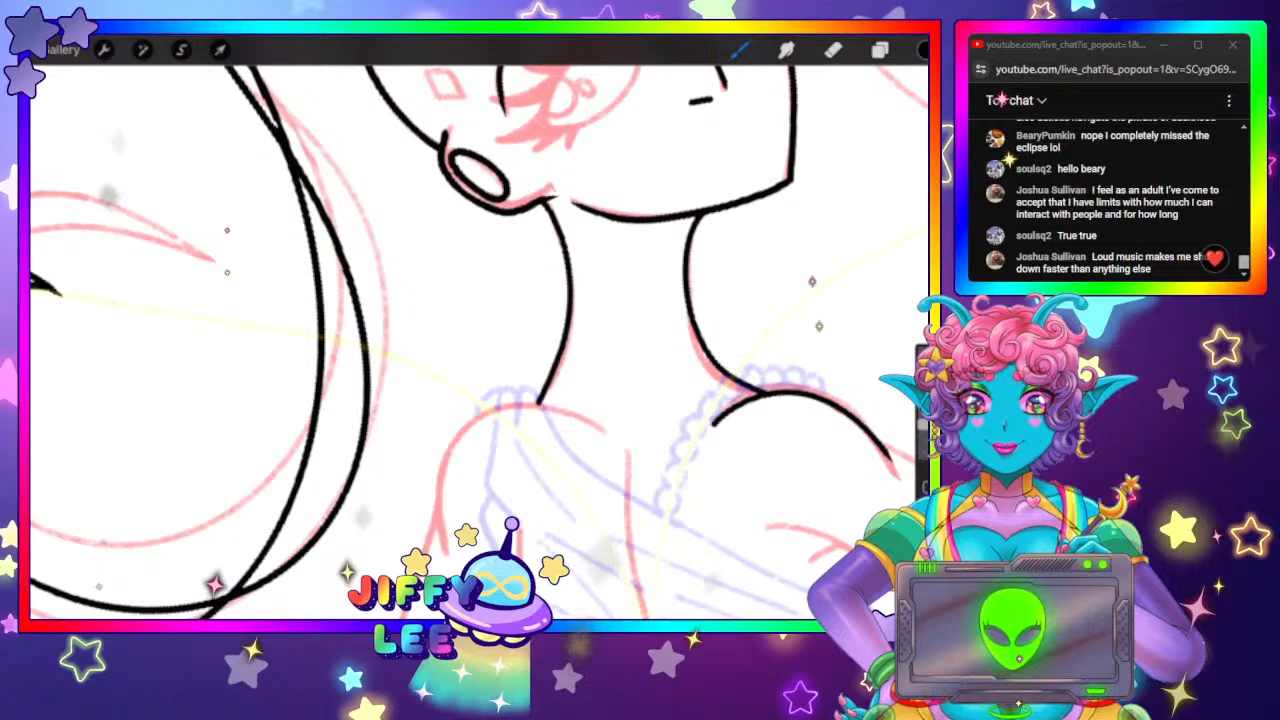 allery
youtube.com/live_chat?is_popout=1&...
youtube.com/live_chat?is_popout=1&v=SCygO69...
chat
BearyPumkin nope I completely missed the
eclipse lol
soulsq2 hello beary
Joshua Sullivan I feel as an adult I've come to
accept that I have limits with how much I can
interact with people and for how long
soulsq2 True true
Joshua Sullivan Loud music makes me sh
down faster than anything else
JIFFY
LEE